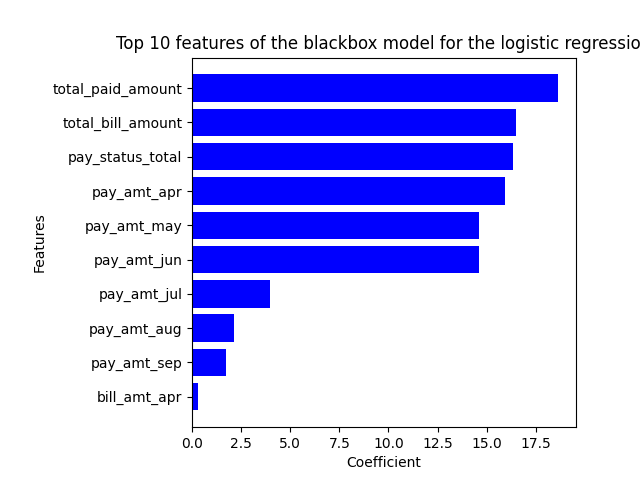 Top 10 features of the blackbox model for the logistic regressio
total_paid_amount
total_bill_amount
pay_status_total
pay_amt_apr
pay_amt_may
pay_amt_jun
pay_amt_jul
pay_amt_aug
pay_amt_sep
bill_amt_apr
Features
0.0 2.5 5.0 7.5 10.0 12.5 15.0 17.5
Coefficient